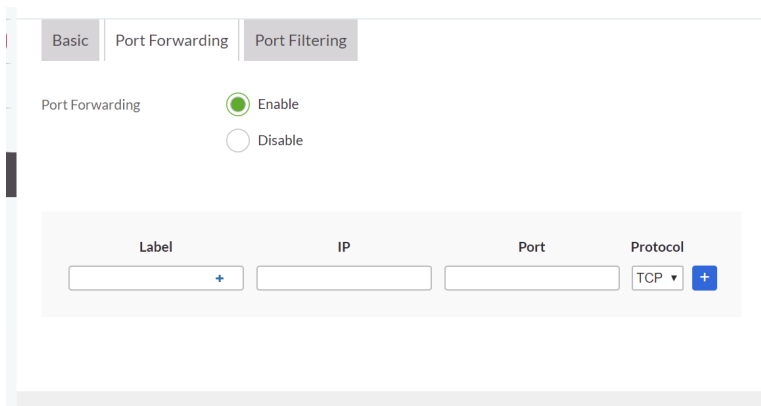 Basic Port Forwarding Port Filtering
Port Forwarding Enable
Disable
Label IP Port Protocol
+ TCP +